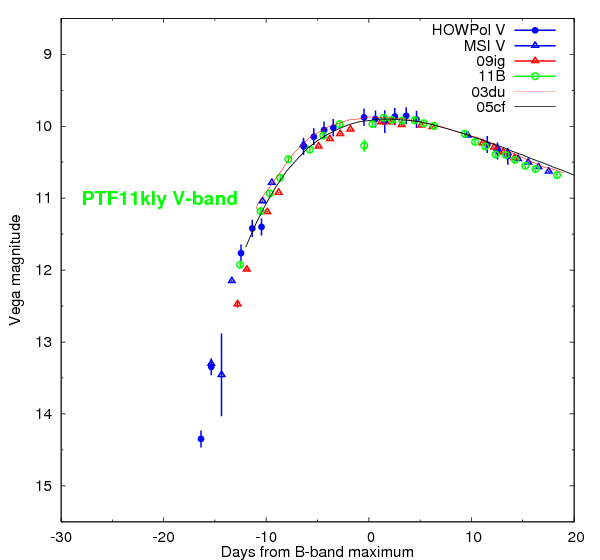 HOWPol V
MSI V
09ig
11B
03du
05cf
PTF11kly V-band
Vega magnitude
9
10
11
12
13
14
15
-30 -20 -10 0 10 20
Days from B-band maximum